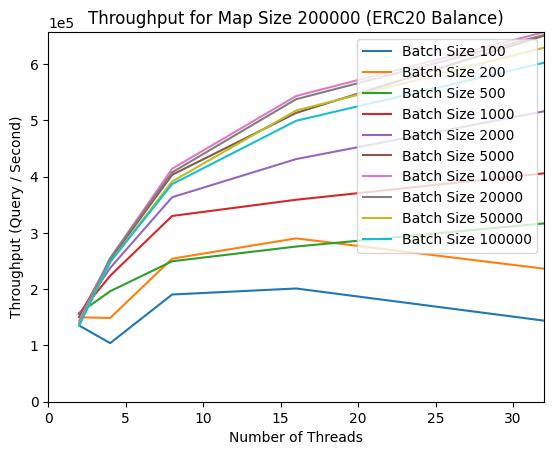 Throughput for Map Size 200000 (ERC20 Balance)
1e5
Throughput (Query / Second)
6
5
4
3
2
1
0
Batch Size 100
Batch Size 200
Batch Size 500
Batch Size 1000
Batch Size 2000
Batch Size 5000
Batch Size 10000
Batch Size 20000
Batch Size 50000
Batch Size 100000
0 5 10 15 20 25 30
Number of Threads